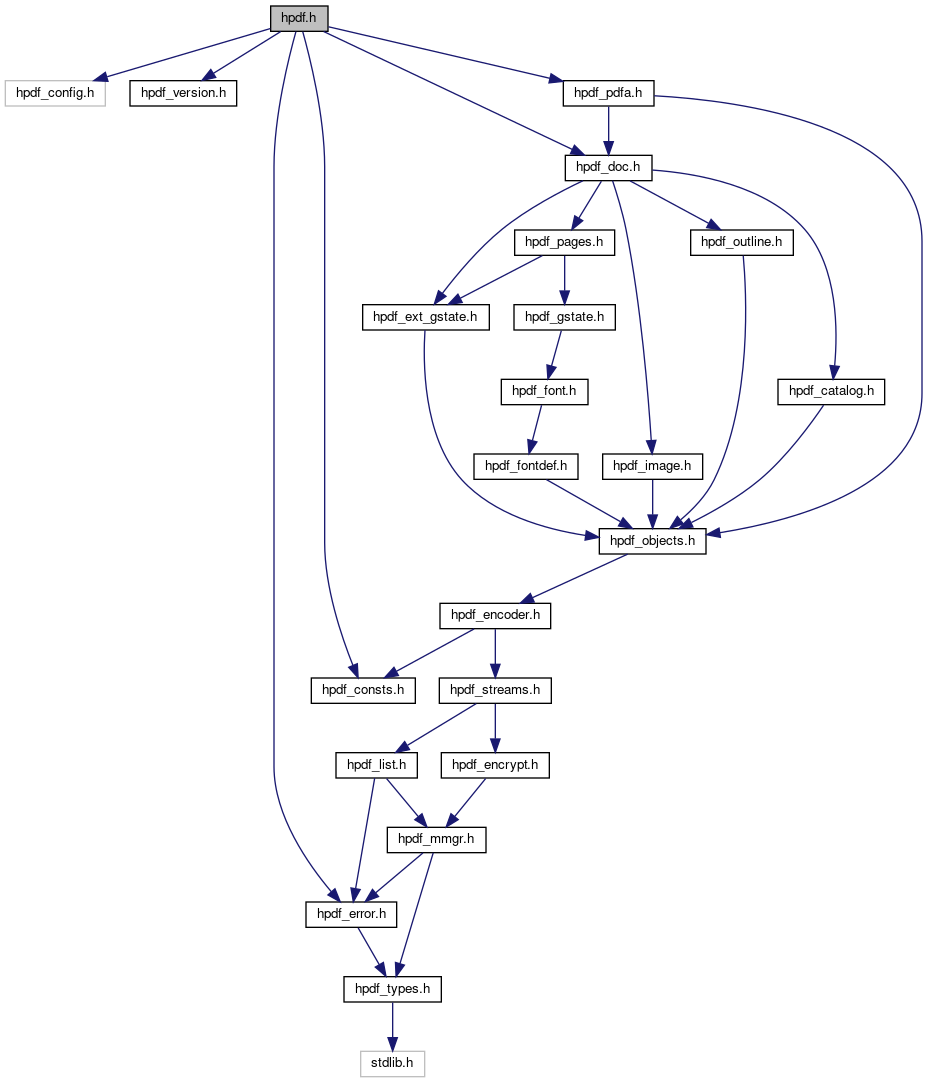 hpdf.h
hpdf_config.h
hpdf_version.h
hpdf_pdfa.h
hpdf_doc.h
hpdf_pages.h
hpdf_outline.h
hpdf_ext_gstate.h
hpdf_gstate.h
hpdf_font.h
hpdf_catalog.h
hpdf_fontdef.h
hpdf_image.h
hpdf_objects.h
hpdf_encoder.h
hpdf_consts.h
hpdf_streams.h
hpdf_list.h
hpdf_encrypt.h
hpdf_mmgr.h
hpdf_error.h
hpdf_types.h
stdlib.h